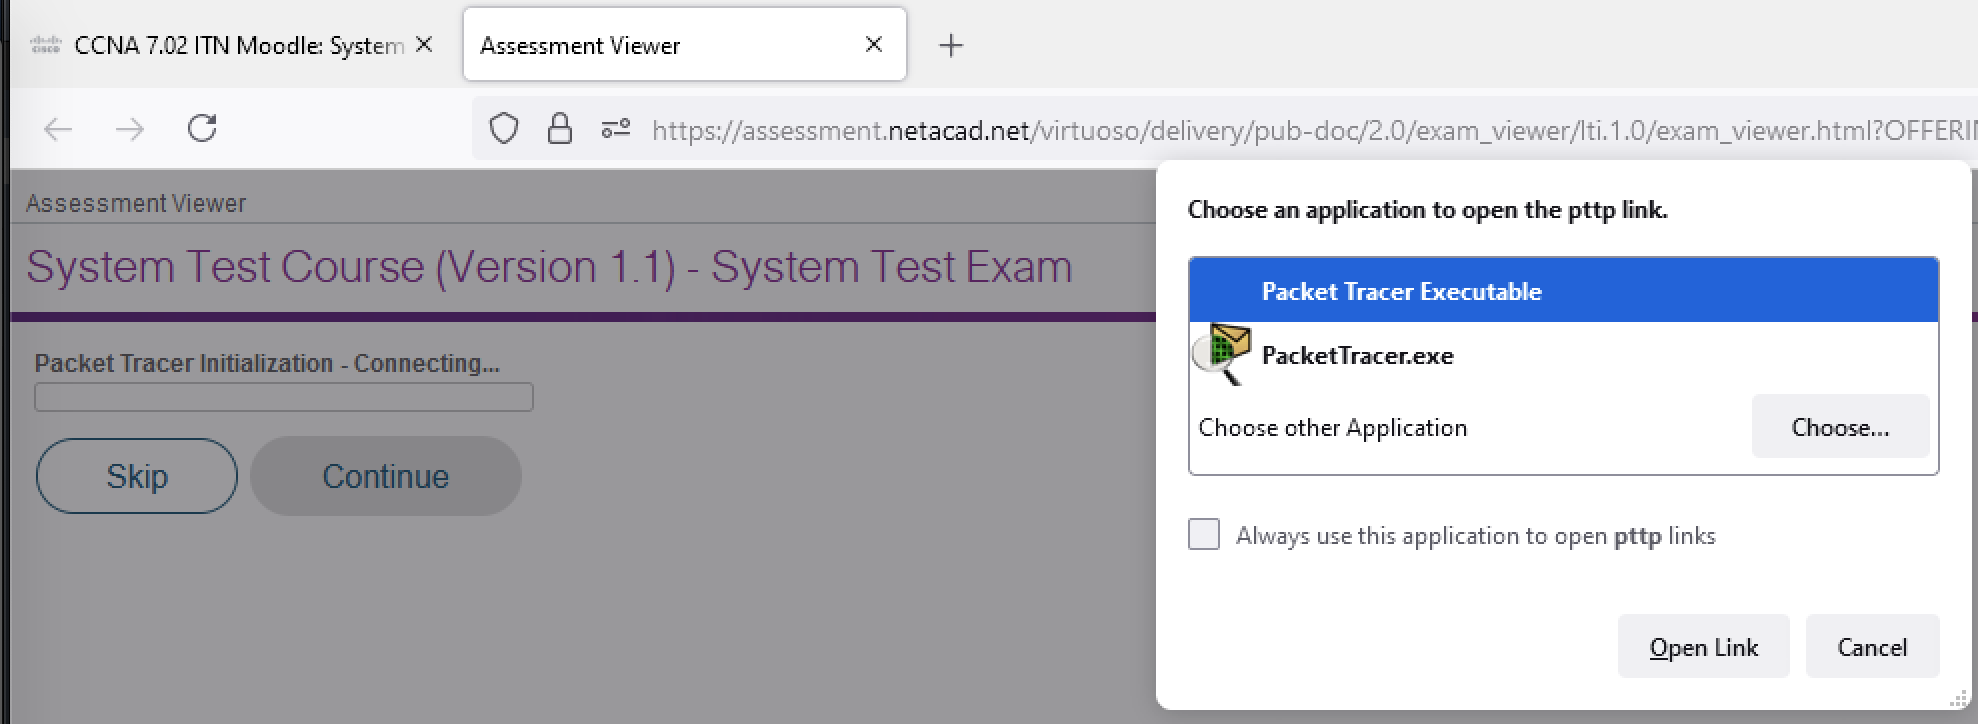 cisco CCNA 7.02 ITN Moodle: System
Assessment Viewer
https://assessment.netacad.net/virtuoso/delivery/pub-doc/2.0/exam_viewer/lti.1.0/exam_viewer.html?OFFERIN
Assessment Viewer
System Test Course (Version 1.1) - System Test Exam
Packet Tracer Initialization - Connecting...
Skip
Continue
Choose an application to open the pttp link.
Packet Tracer Executable
PacketTracer.exe
Choose other Application
Choose...
Always use this application to open pttp links
Open Link
Cancel